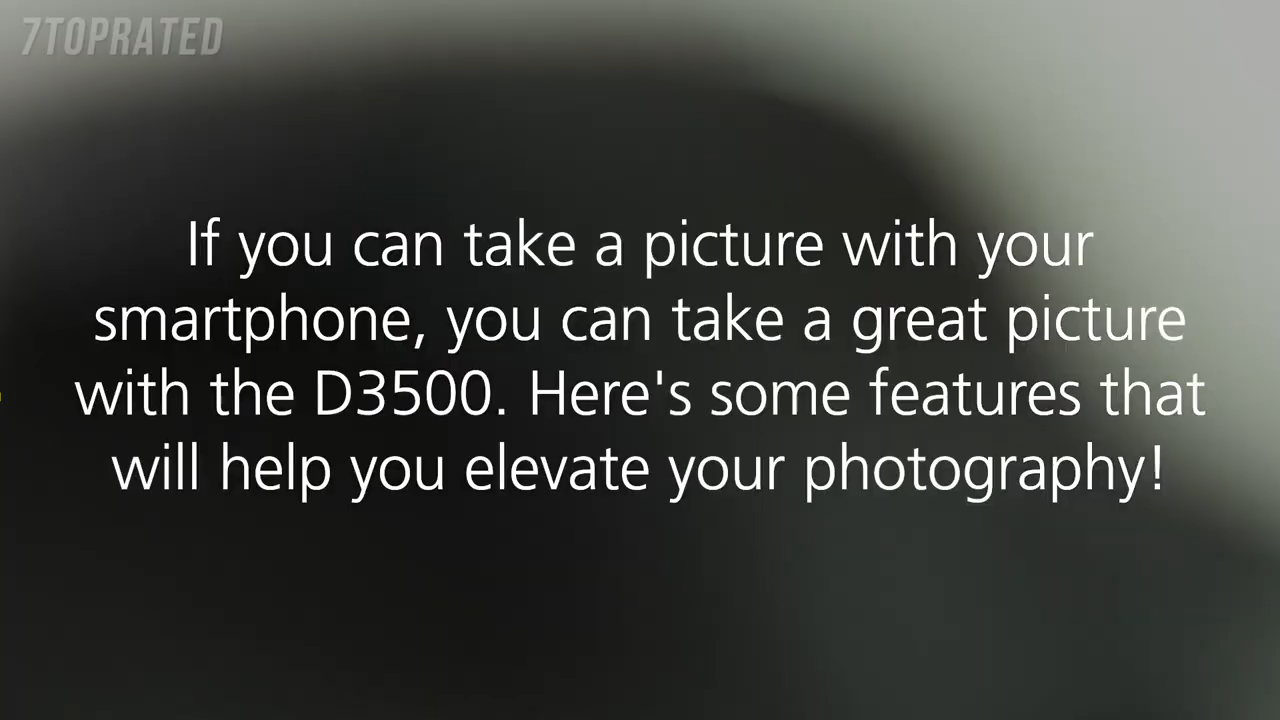 7TOPRATED
If you can take a picture with your
smartphone, you can take a great picture
with the D3500. Here's some features that
will help you elevate your photography!